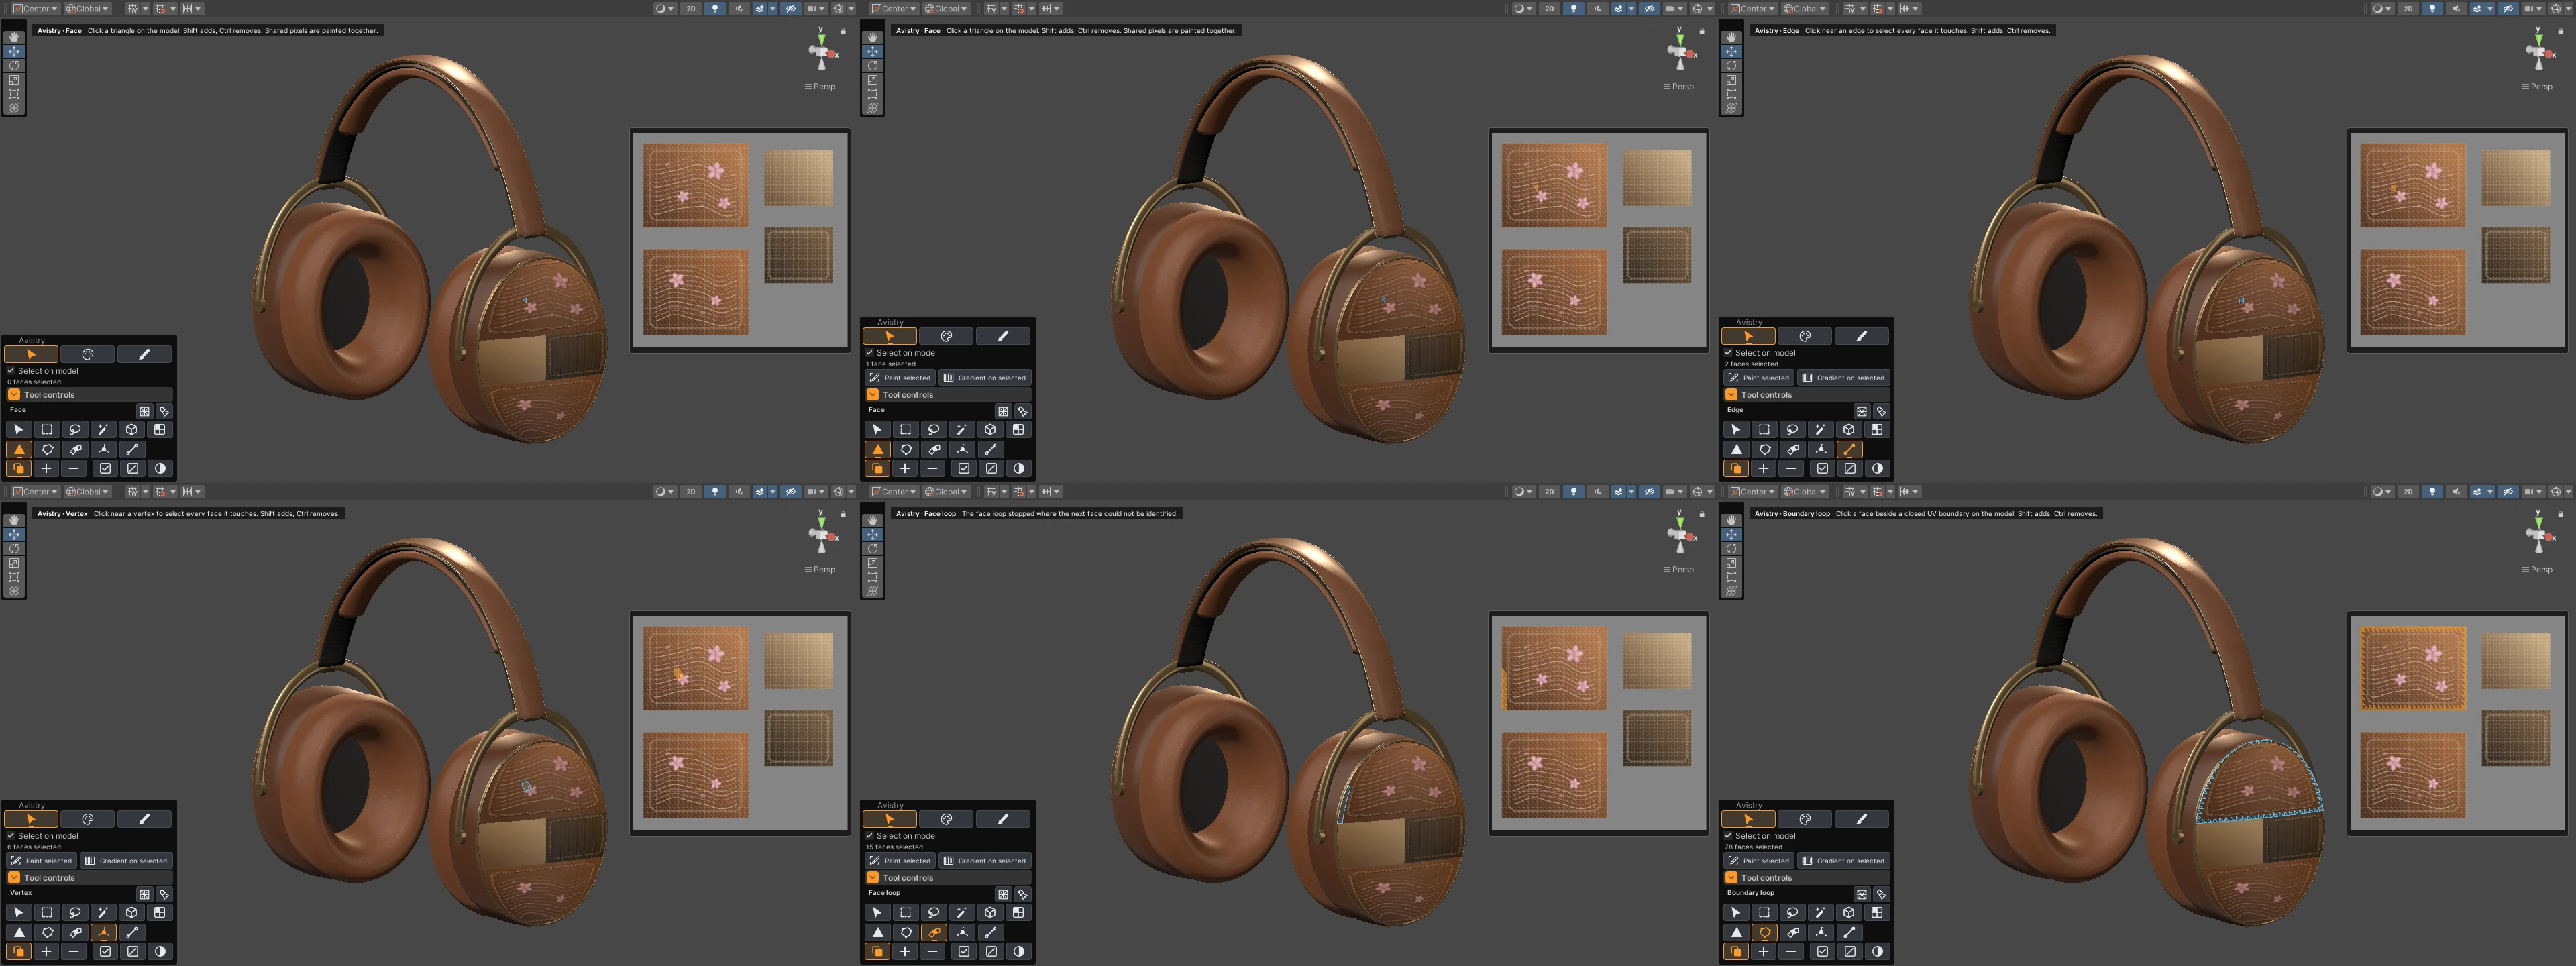 Center Global 2D
Avistry · Face Click a triangle on the model. Shift adds, Ctrl removes. Shared pixels are painted together.
y
x
Persp
Avistry
Select on model
0 faces selected
Tool controls
Face
Center Global 2D
Avistry · Face Click a triangle on the model. Shift adds, Ctrl removes. Shared pixels are painted together.
y
x
Persp
Avistry
Select on model
1 face selected
Paint selected Gradient on selected
Tool controls
Face
Center Global 2D
Avistry · Edge Click near an edge to select every face it touches. Shift adds, Ctrl removes.
y
x
Persp
Avistry
Select on model
2 faces selected
Paint selected Gradient on selected
Tool controls
Edge
Center Global 2D
Avistry · Vertex Click near a vertex to select every face it touches. Shift adds, Ctrl removes.
y
x
Persp
Avistry
Select on model
6 faces selected
Paint selected Gradient on selected
Tool controls
Vertex
Center Global 2D
Avistry · Face loop The face loop stopped where the next face could not be identified.
y
x
Persp
Avistry
Select on model
15 faces selected
Paint selected Gradient on selected
Tool controls
Face loop
Center Global 2D
Avistry · Boundary loop Click a face beside a closed UV boundary on the model. Shift adds, Ctrl removes.
y
x
Persp
Avistry
Select on model
78 faces selected
Paint selected Gradient on selected
Tool controls
Boundary loop